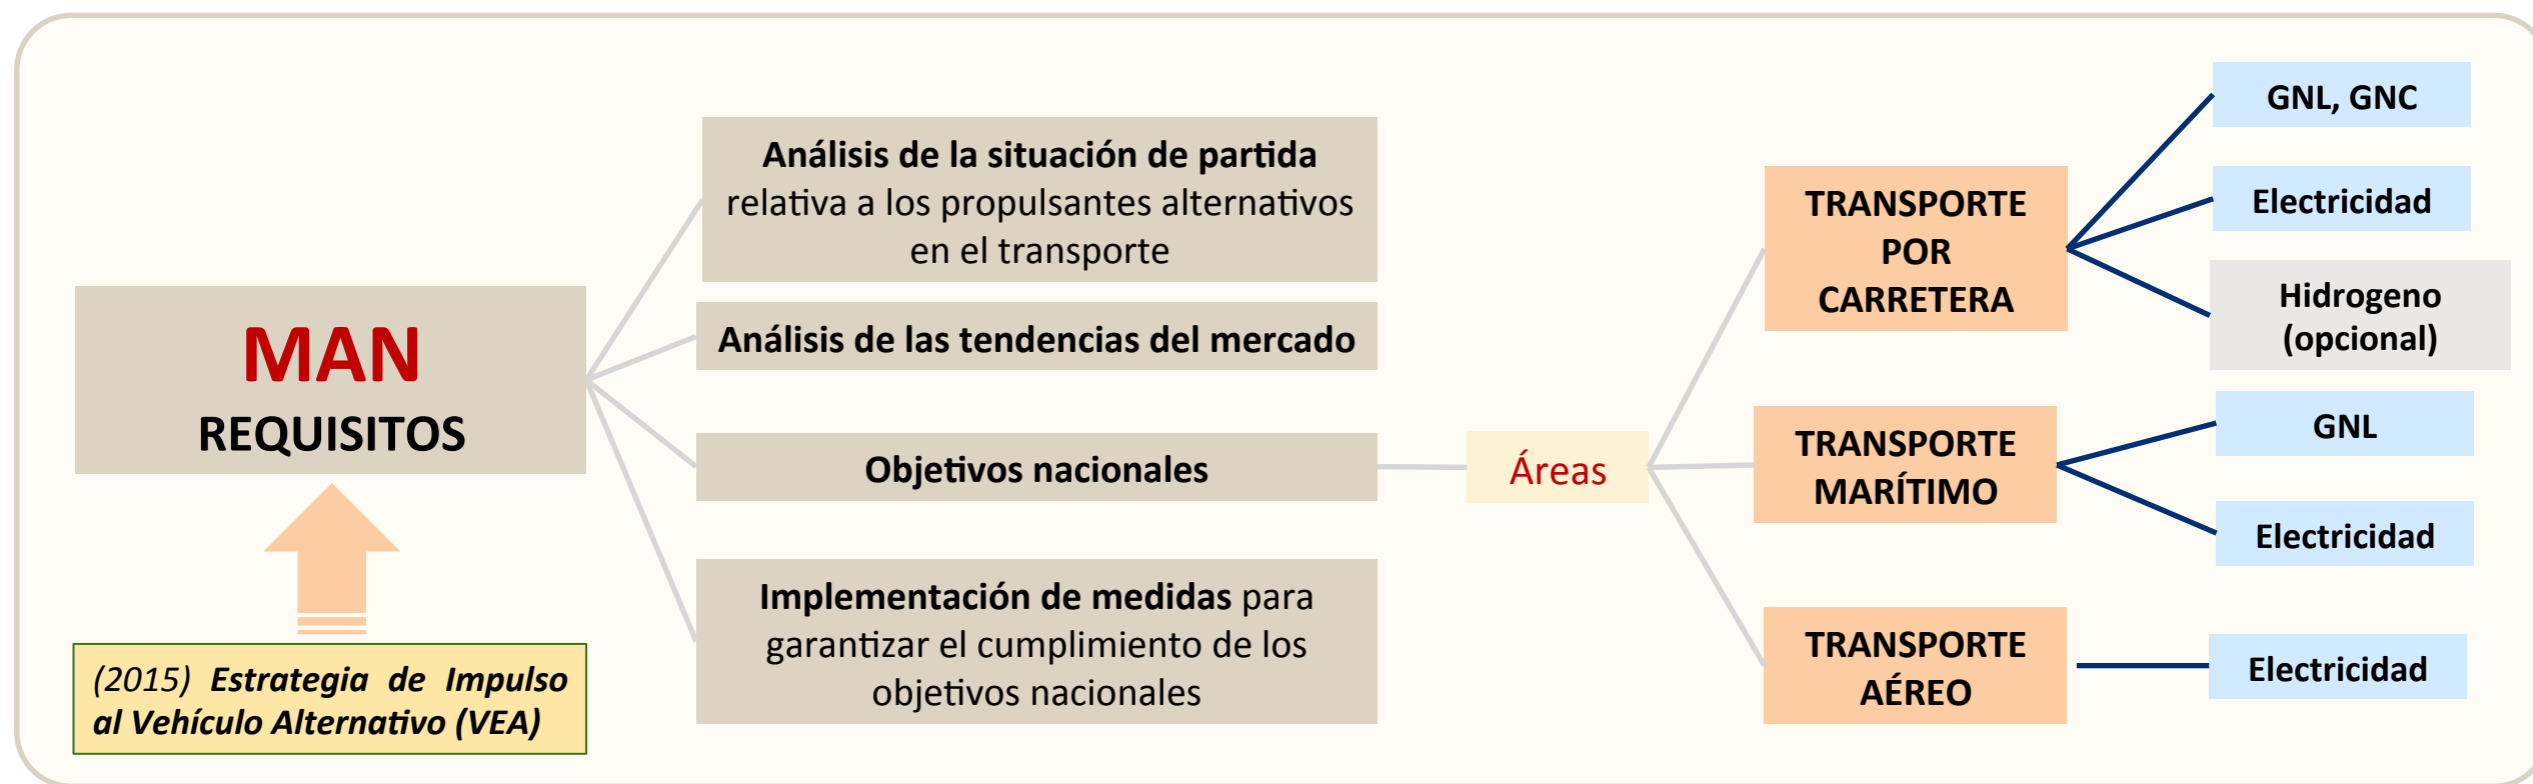 MAN
REQUISITOS
(2015) Estrategia de Impulso
al Vehículo Alternativo (VEA)
Análisis de la situación de partida
relativa a los propulsantes alternativos
en el transporte
Análisis de las tendencias del mercado
Objetivos nacionales
Implementación de medidas para
garantizar el cumplimiento de los
objetivos nacionales
Áreas
TRANSPORTE
POR
CARRETERA
GNL, GNC
Electricidad
Hidrogeno
(opcional)
TRANSPORTE
MARÍTIMO
GNL
Electricidad
TRANSPORTE
AÉREO
Electricidad